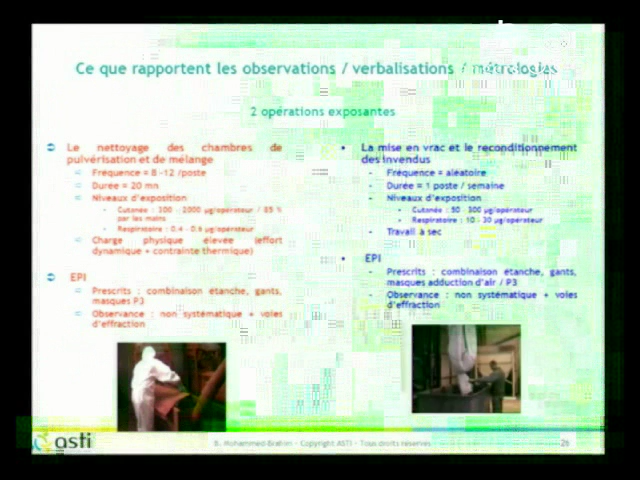 Ce que rapportent les observations / verbalisations / métrologies
2 opérations exposantes
Le nettoyage des chambres de
pulvérisation et de mélange
Fréquence = 8 -12 /poste
Durée = 20 mn
Niveaux d'exposition
Cutanée : 300 - 2000 µg/opérateur / 85 %
par les mains
Respiratoire : 0.4 - 0.6 µg/opérateur
Charge physique élevée (effort
dynamique + contrainte thermique)
EPI
Prescrits : combinaison étanche, gants,
masques P3
Observance : non systématique + voies
d'effraction
La mise en vrac et le reconditionnement
des invendus
Fréquence = aléatoire
Durée = 1 poste / semaine
Niveaux d'exposition
Cutanée : 50 - 300 µg/opérateur
Respiratoire : 10 - 30 µg/opérateur
Travail à sec
EPI
Prescrits : combinaison étanche, gants,
masques adduction d'air / P3
Observance : non systématique + voies
d'effraction
asti
B. Mohammed-Brahim - Copyright ASTI - Tous droits réservés
26